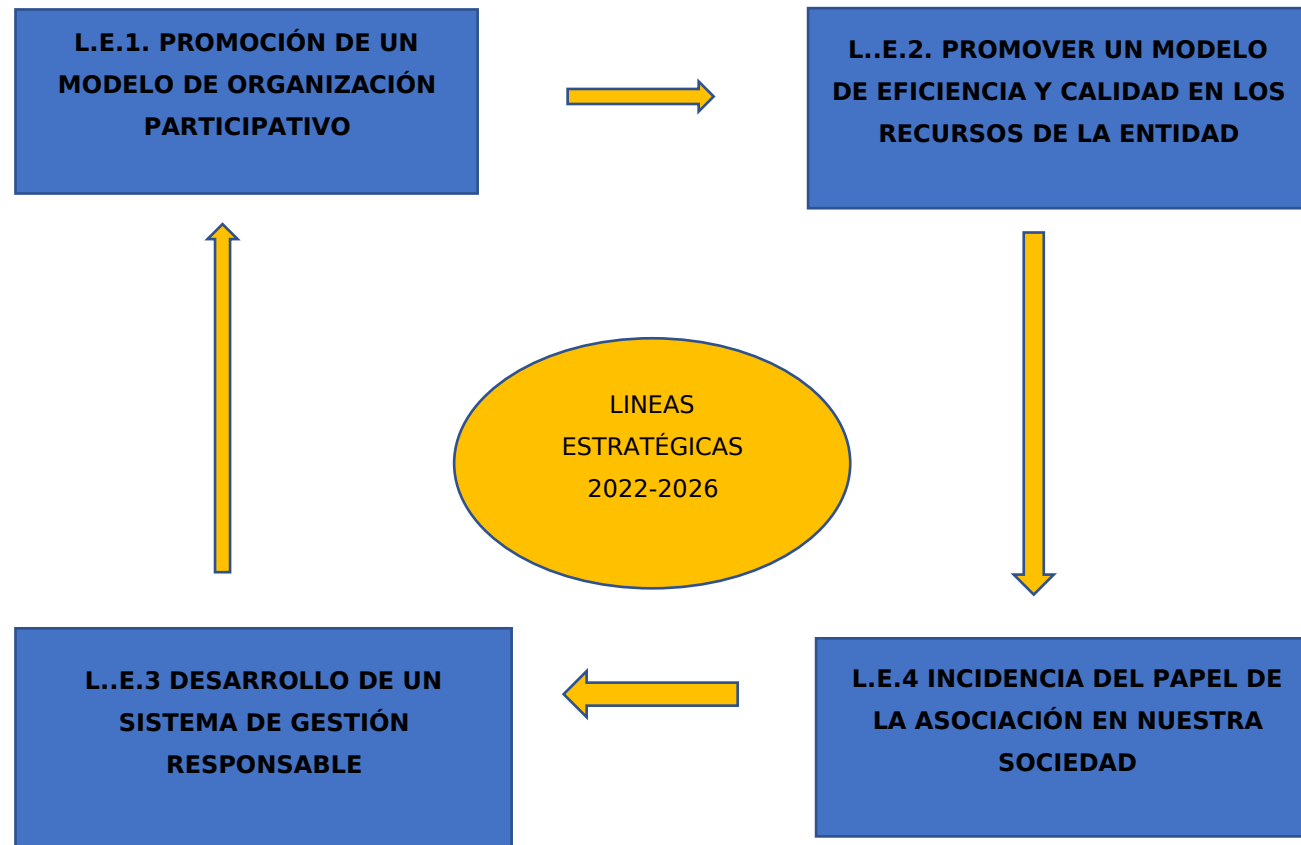 L.E.1. PROMOCIÓN DE UN
MODELO DE ORGANIZACIÓN
PARTICIPATIVO
L..E.2. PROMOVER UN MODELO
DE EFICIENCIA Y CALIDAD EN LOS
RECURSOS DE LA ENTIDAD
LINEAS
ESTRATÉGICAS
2022-2026
L..E.3 DESARROLLO DE UN
SISTEMA DE GESTIÓN
RESPONSABLE
L.E.4 INCIDENCIA DEL PAPEL DE
LA ASOCIACIÓN EN NUESTRA
SOCIEDAD